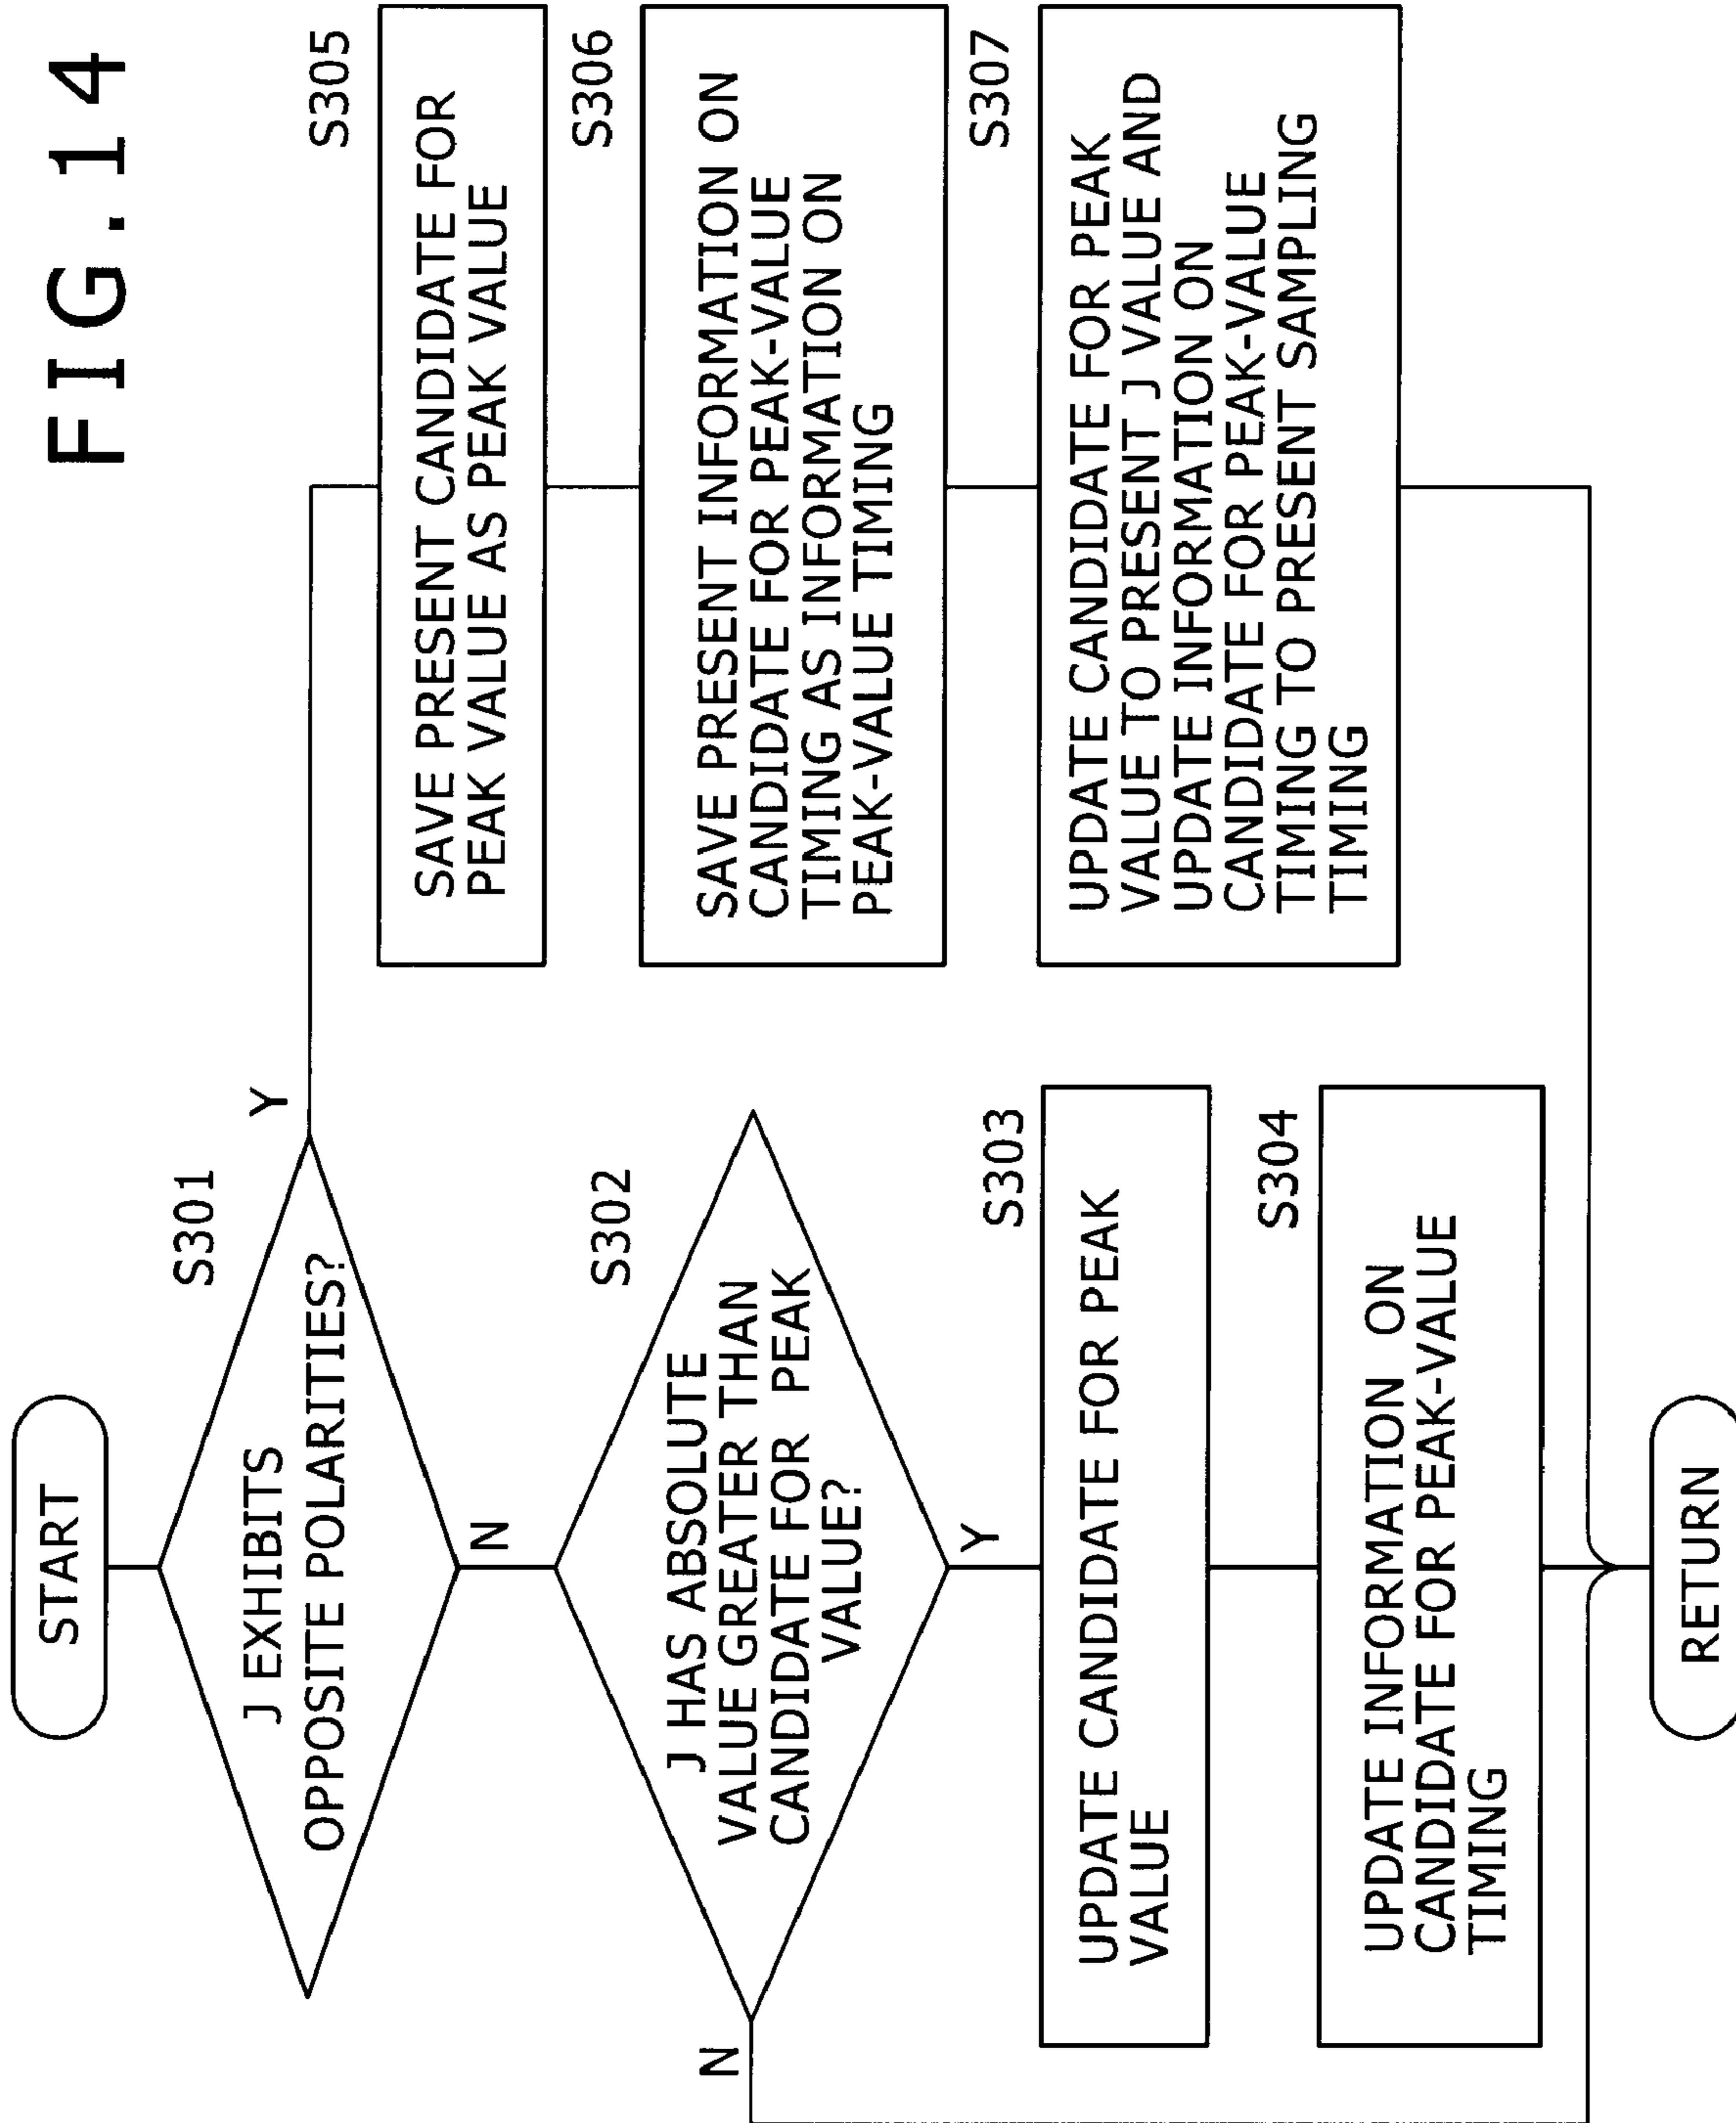 FIG.14
START
S301
J EXHIBITS
OPPOSITE POLARITIES?
Y
N
S302
J HAS ABSOLUTE
VALUE GREATER THAN
CANDIDATE FOR PEAK
VALUE?
N
Y
S303
UPDATE CANDIDATE FOR PEAK
VALUE
S304
UPDATE INFORMATION ON
CANDIDATE FOR PEAK-VALUE
TIMING
S305
SAVE PRESENT CANDIDATE FOR
PEAK VALUE AS PEAK VALUE
S306
SAVE PRESENT INFORMATION ON
CANDIDATE FOR PEAK-VALUE
TIMING AS INFORMATION ON
PEAK-VALUE TIMING
S307
UPDATE CANDIDATE FOR PEAK
VALUE TO PRESENT J VALUE AND
UPDATE INFORMATION ON
CANDIDATE FOR PEAK-VALUE
TIMING TO PRESENT SAMPLING
TIMING
RETURN